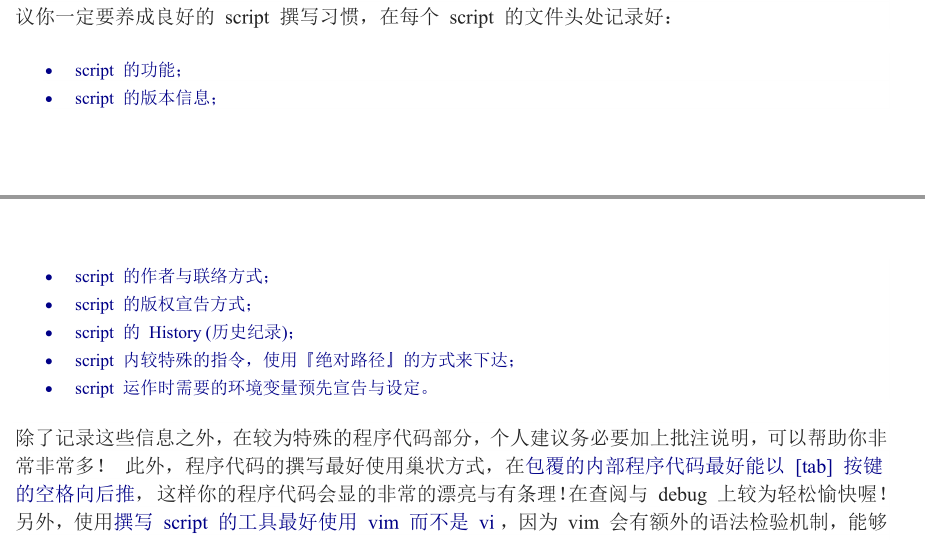 议你一定要养成良好的 script 撰写习惯，在每个 script 的文件头处记录好：
• script 的功能；
• script 的版本信息；
• script 的作者与联络方式；
• script 的版权宣告方式；
• script 的 History (历史纪录)；
• script 内较特殊的指令，使用『绝对路径』的方式来下达；
• script 运作时需要的环境变量预先宣告与设定。
除了记录这些信息之外，在较为特殊的程序代码部分，个人建议务必要加上批注说明，可以帮助你非
常非常多！ 此外，程序代码的撰写最好使用巢状方式，在包覆的内部程序代码最好能以 [tab] 按键
的空格向后推，这样你的程序代码会显的非常的漂亮与有条理！在查阅与 debug 上较为轻松愉快喔！
另外，使用撰写 script 的工具最好使用 vim 而不是 vi ，因为 vim 会有额外的语法检验机制，能够